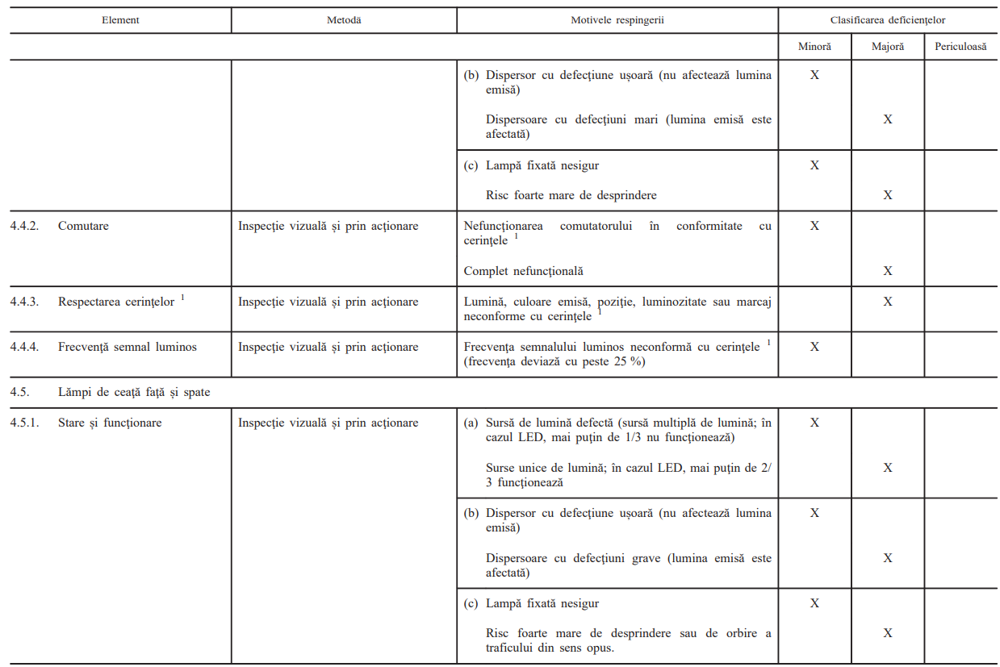 Element Metodă Motivele respingerii Clasificarea deficiențelor
Minoră Majoră Periculoasă
(b) Dispersor cu defecțiune ușoară (nu afectează lumina X
emisă)
Dispersoare cu defecțiuni mari (lumina emisă este X
afectată)
(c) Lampă fixată nesigur X
Risc foarte mare de desprindere X
4.4.2. Comutare Inspecție vizuală și prin acționare Nefuncționarea comutatorului în conformitate cu X
cerințele 1
Complet nefuncțională X
4.4.3. Respectarea cerințelor 1 Inspecție vizuală și prin acționare Lumină, culoare emisă, poziție, luminozitate sau marcaj X
neconforme cu cerințele 1
4.4.4. Frecvență semnal luminos Inspecție vizuală și prin acționare Frecvența semnalului luminos neconformă cu cerințele 1 X
(frecvența deviază cu peste 25 %)
4.5. Lămpi de ceață față și spate
4.5.1. Stare și funcționare Inspecție vizuală și prin acționare (a) Sursă de lumină defectă (sursă multiplă de lumină; în X
cazul LED, mai puțin de 1/3 nu funcționează)
Surse unice de lumină; în cazul LED, mai puțin de 2/ X
3 funcționează
(b) Dispersor cu defecțiune ușoară (nu afectează lumina X
emisă)
Dispersoare cu defecțiuni grave (lumina emisă este X
afectată)
(c) Lampă fixată nesigur X
Risc foarte mare de desprindere sau de orbire a X
traficului din sens opus.